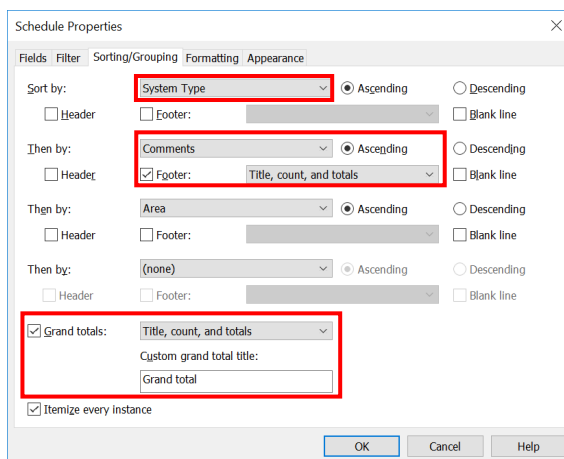 Schedule Properties
Fields Filter Sorting/Grouping Formatting Appearance
Sort by: System Type Ascending Descending
Header Footer: Blank line
Then by: Comments Ascending Descending
Header Footer: Title, count, and totals Blank line
Then by: Area Ascending Descending
Header Footer: Blank line
Then by: (none) Ascending Descending
Header Footer: Blank line
Grand totals: Title, count, and totals
Custom grand total title:
Grand total
Itemize every instance
OK Cancel Help